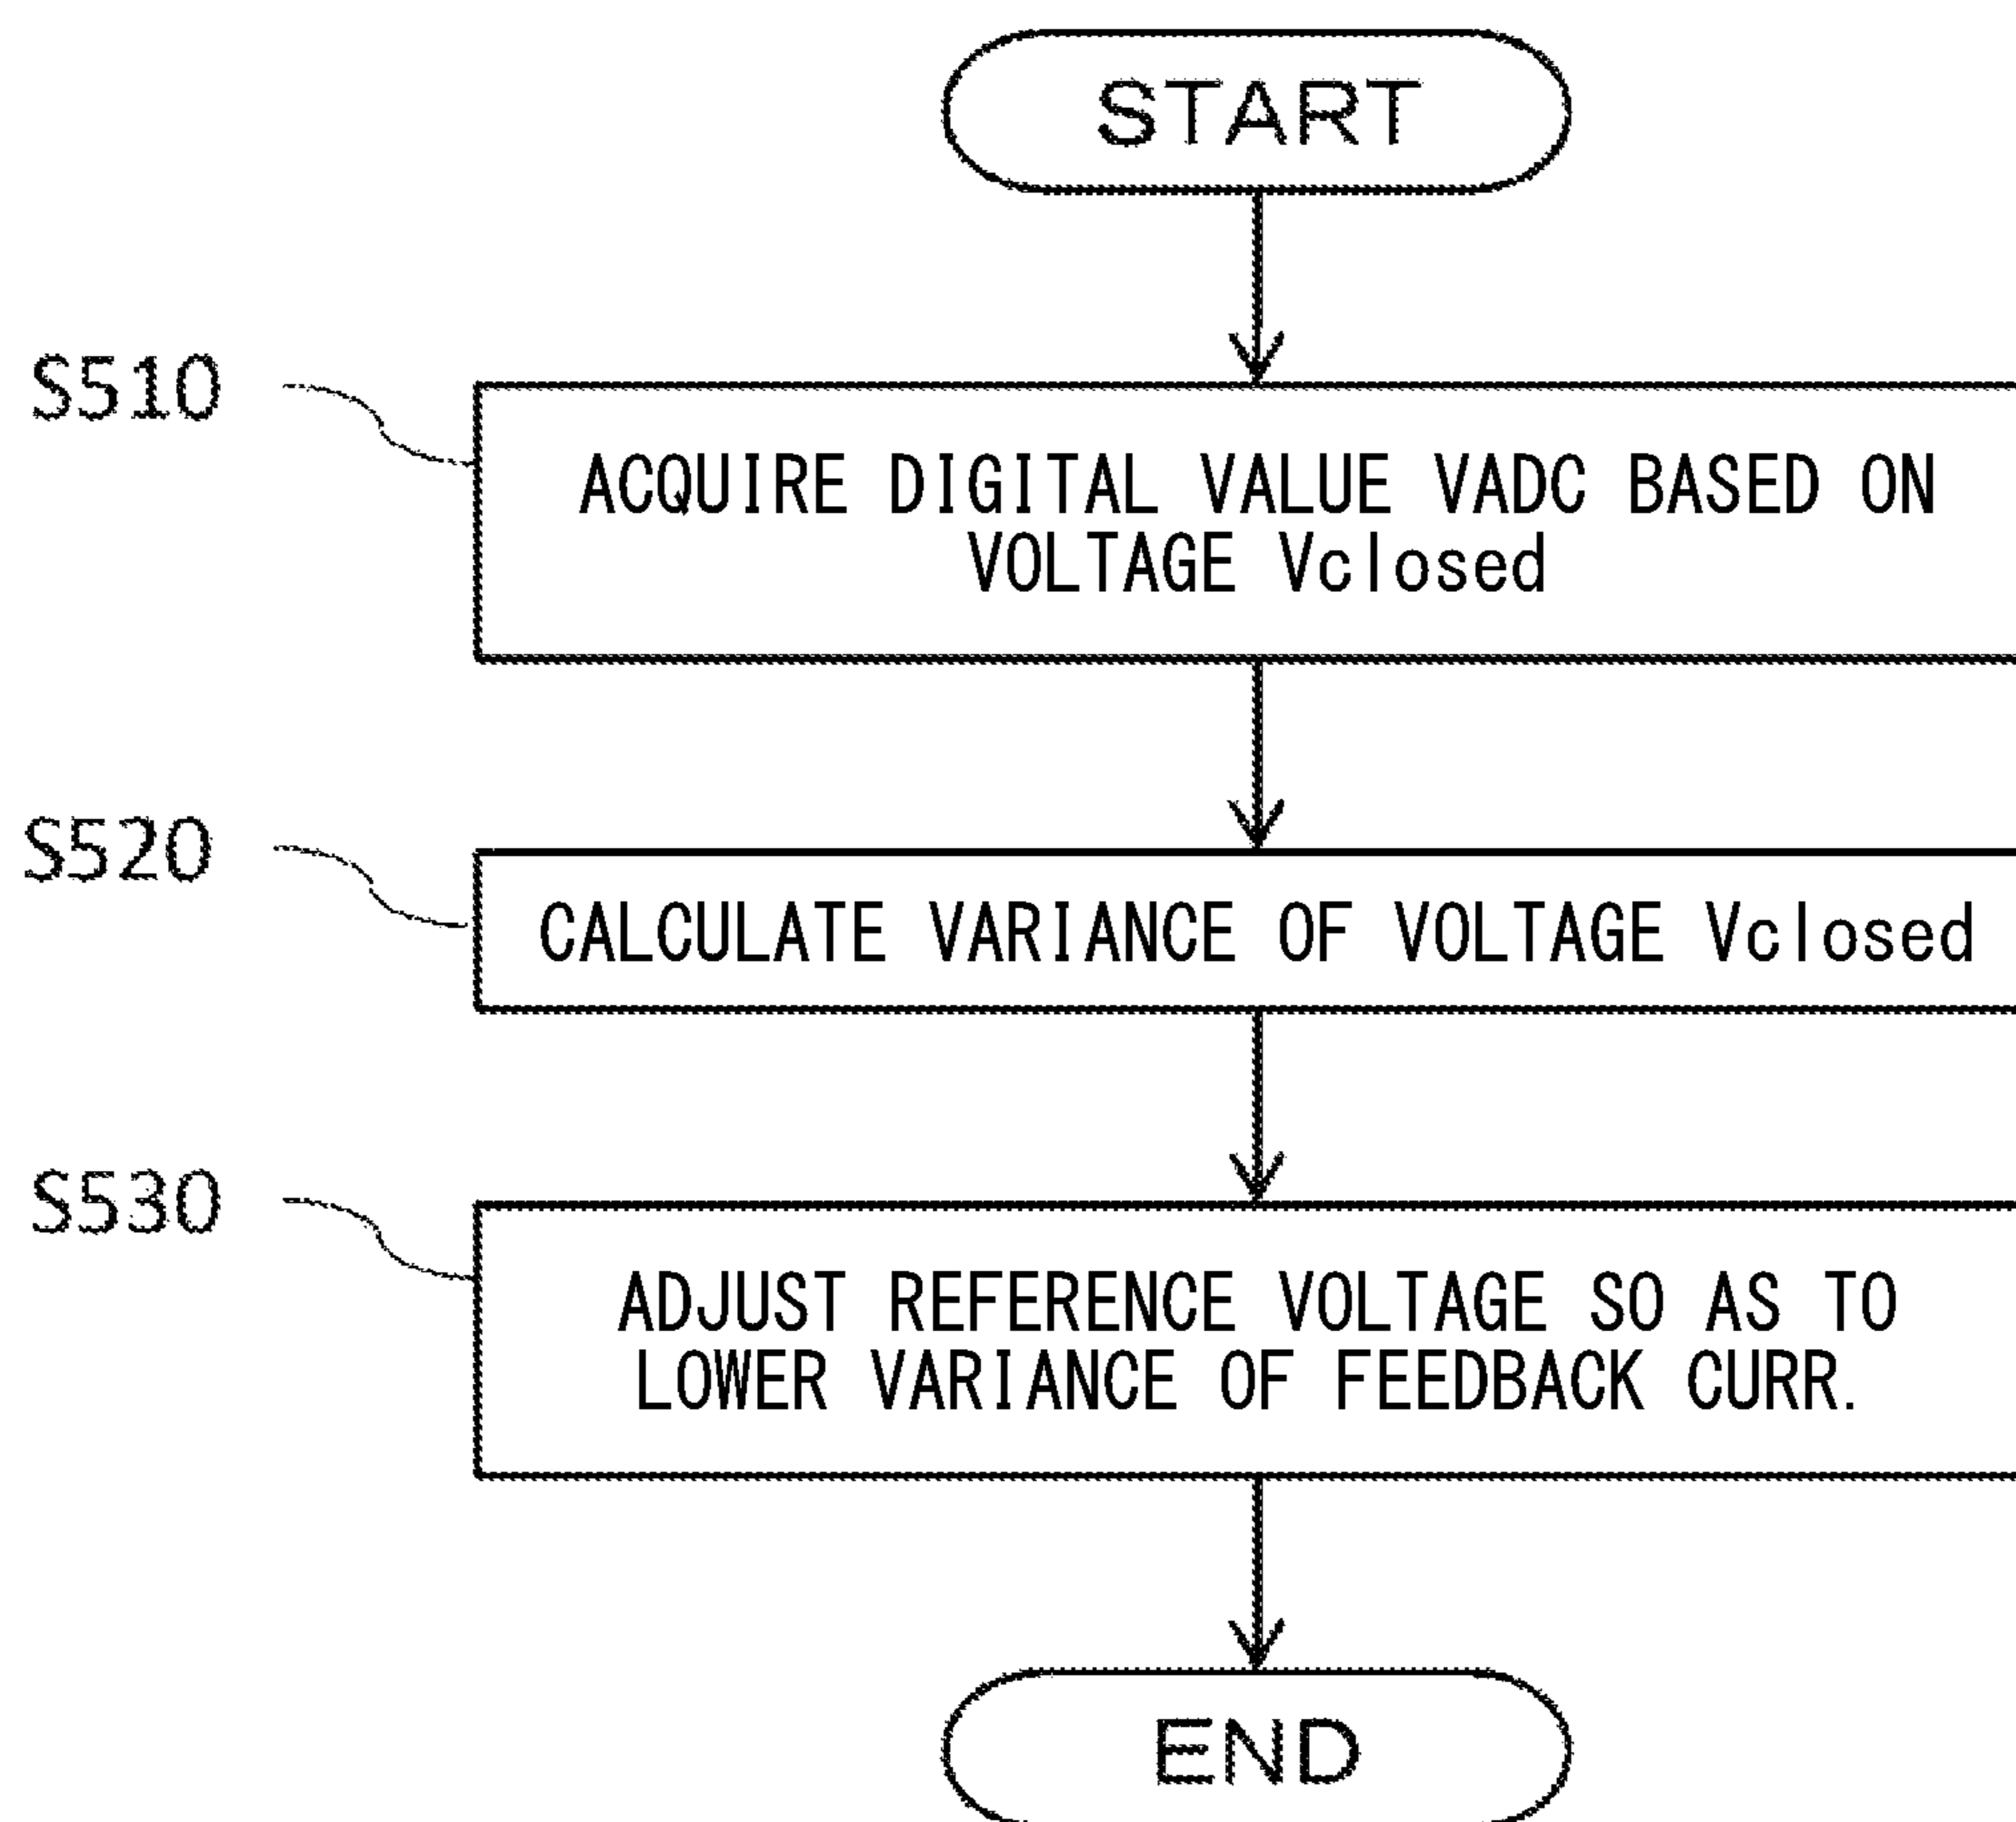 START
S510
ACQUIRE DIGITAL VALUE VADC BASED ON
VOLTAGE Vclosed
S520
CALCULATE VARIANCE OF VOLTAGE Vclosed
S530
ADJUST REFERENCE VOLTAGE SO AS TO
LOWER VARIANCE OF FEEDBACK CURR.
END